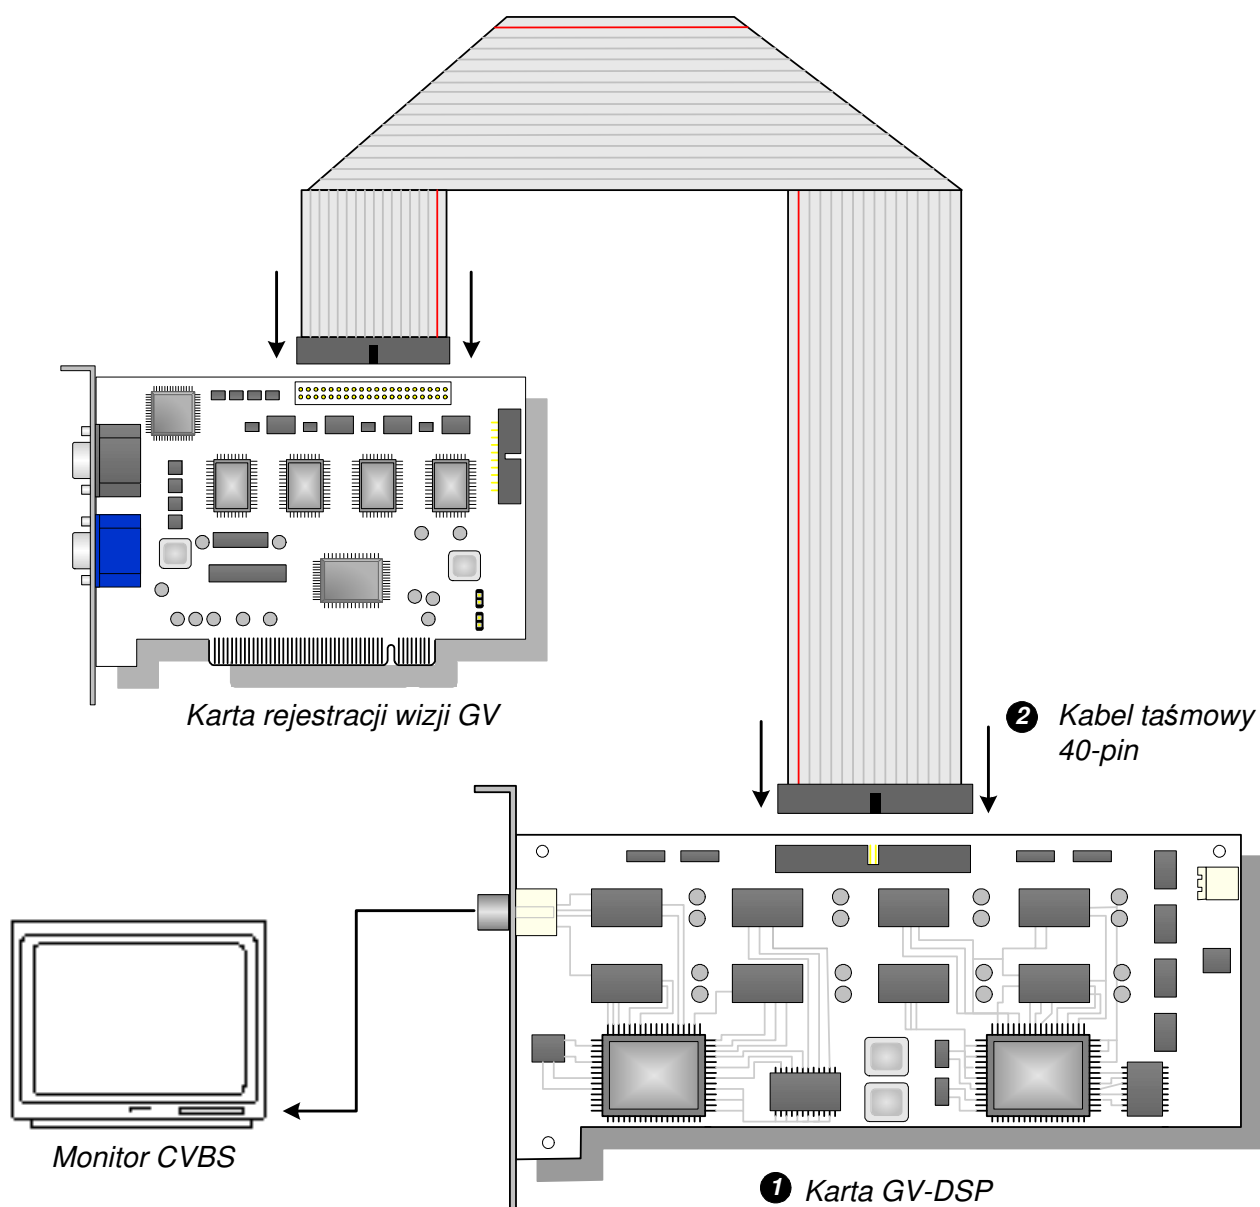 Karta rejestracji wizji GV
2 Kabel taśmowy
40-pin
Monitor CVBS
1 Karta GV-DSP